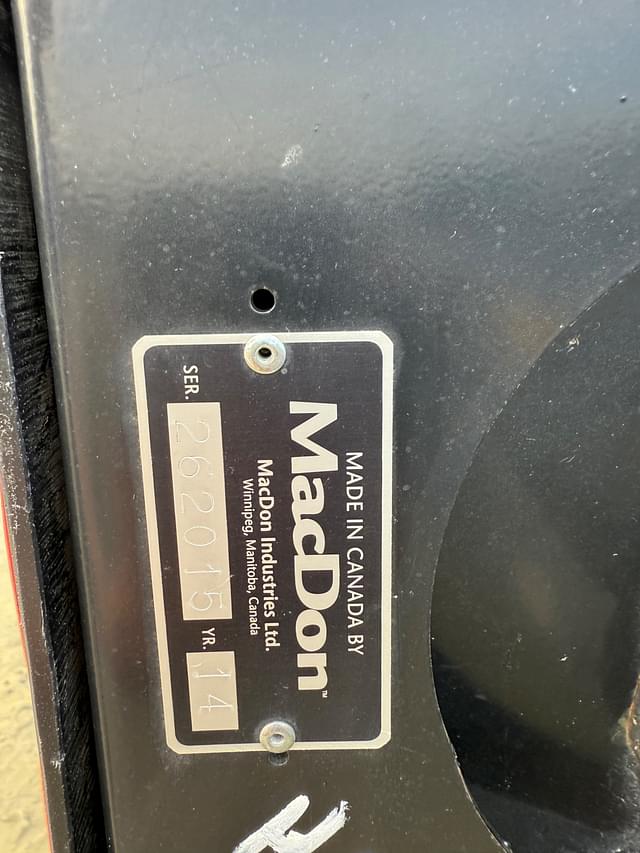 MADE IN CANADA BY
MacDon™
MacDon Industries Ltd.
Winnipeg, Manitoba, Canada
SER. 262015 YR. 14